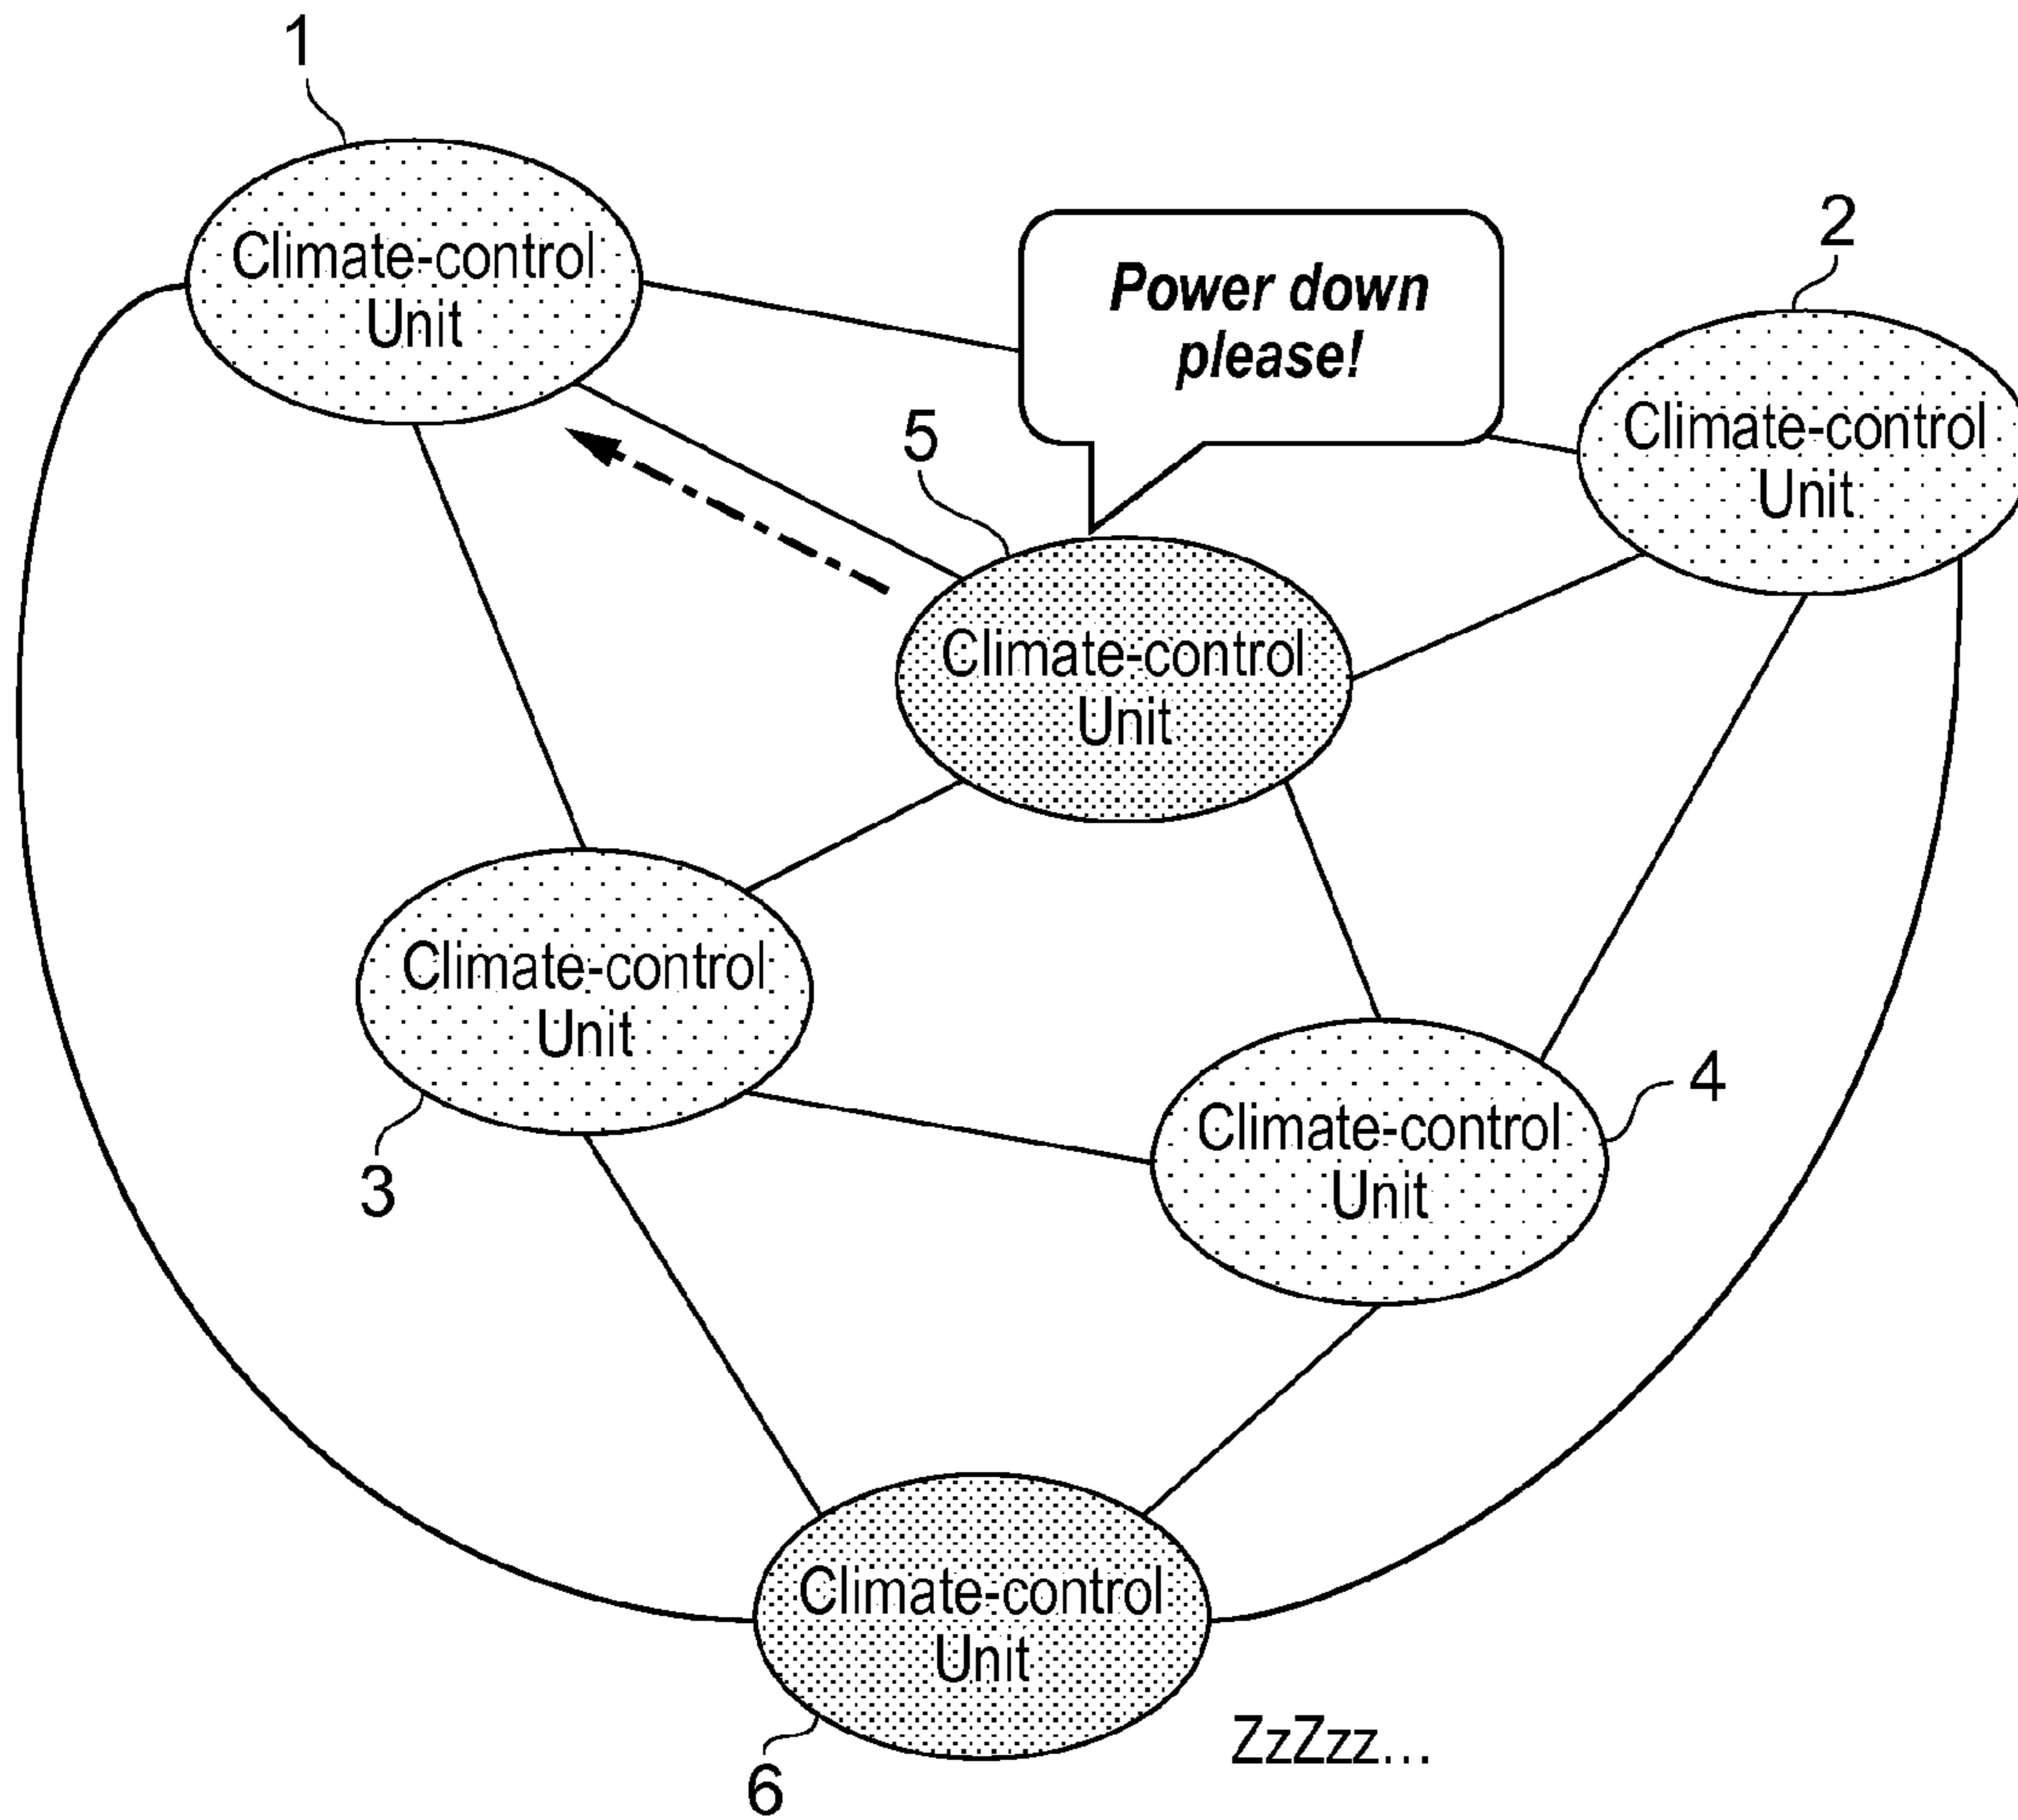 1
Climate-control
Unit
2
Power down
please!
Climate-control
Unit
5
Climate-control
Unit
Climate-control
Unit
3
4
Climate-control
Unit
Climate-control
Unit
6
ZzZzz...